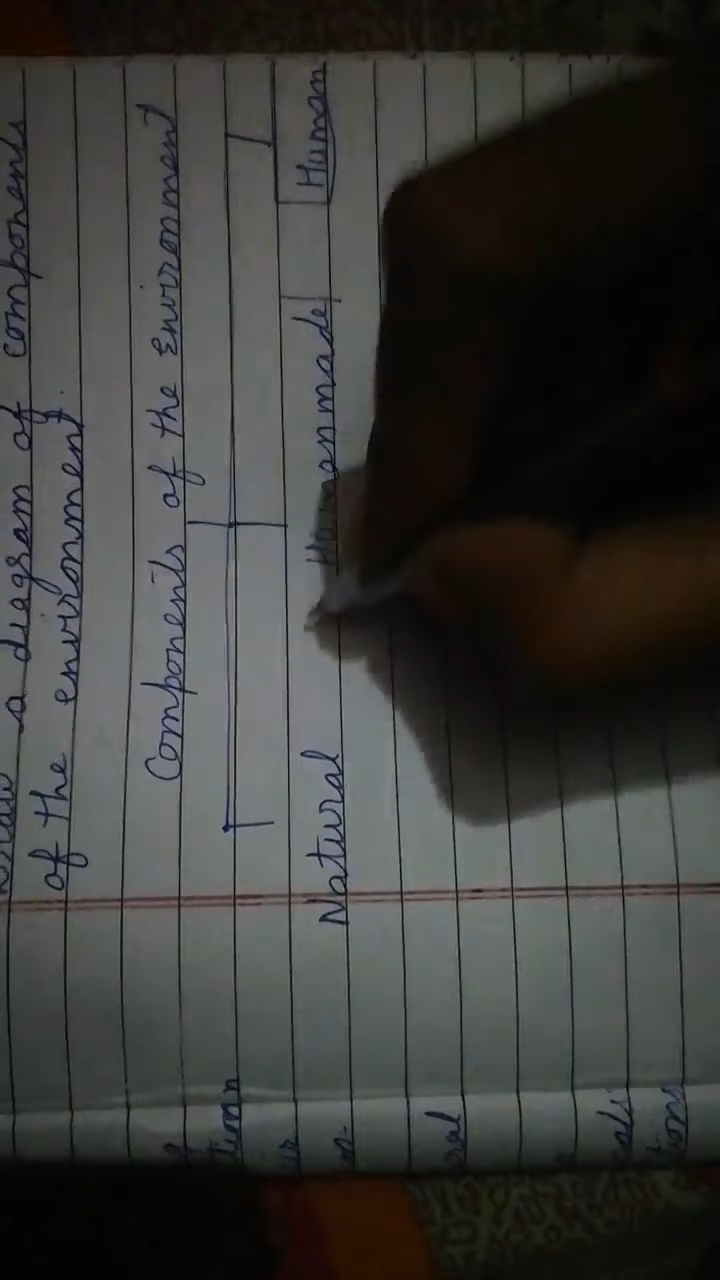 a diagram of components
of the environment.
Components of the Environment
Natural
Human made
Human